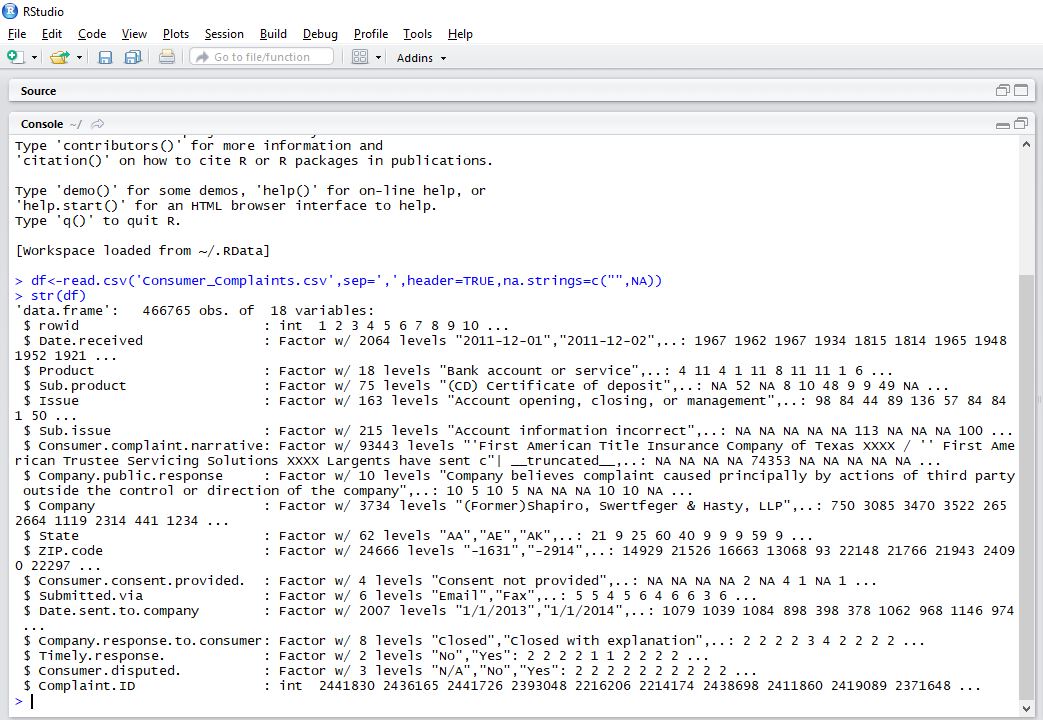 RStudio
File Edit Code View Plots Session Build Debug Profile Tools Help
Go to file/function Addins
Source
Console ~/
Type 'contributors()' for more information and
'citation()' on how to cite R or R packages in publications.
Type 'demo()' for some demos, 'help()' for on-line help, or
'help.start()' for an HTML browser interface to help.
Type 'q()' to quit R.
[Workspace loaded from ~/.RData]
> df<-read.csv('Consumer_Complaints.csv',sep=',',header=TRUE,na.strings=c("",NA))
> str(df)
'data.frame':   466765 obs. of  18 variables:
 $ rowid                       : int  1 2 3 4 5 6 7 8 9 10 ...
 $ Date.received               : Factor w/ 2064 levels "2011-12-01","2011-12-02",..: 1967 1962 1967 1934 1815 1814 1965 1948
1952 1921 ...
 $ Product                     : Factor w/ 18 levels "Bank account or service",..: 4 11 4 1 11 8 11 11 1 6 ...
 $ Sub.product                 : Factor w/ 75 levels "(CD) Certificate of deposit",..: NA 52 NA 8 10 48 9 9 49 NA ...
 $ Issue                       : Factor w/ 163 levels "Account opening, closing, or management",..: 98 84 44 89 136 57 84 84
1 50 ...
 $ Sub.issue                   : Factor w/ 215 levels "Account information incorrect",..: NA NA NA NA NA 113 NA NA NA 100 ...
 $ Consumer.complaint.narrative: Factor w/ 93443 levels "'First American Title Insurance Company of Texas XXXX / '' First Ame
rican Trustee Servicing Solutions XXXX Largents have sent c"| __truncated__,..: NA NA NA NA 74353 NA NA NA NA NA ...
 $ Company.public.response     : Factor w/ 10 levels "Company believes complaint caused principally by actions of third party
 outside the control or direction of the company",..: 10 5 10 5 NA NA NA 10 10 NA ...
 $ Company                     : Factor w/ 3734 levels "(Former)Shapiro, Swertfeger & Hasty, LLP",..: 750 3085 3470 3522 265
2664 1119 2314 441 1234 ...
 $ State                       : Factor w/ 62 levels "AA","AE","AK",..: 21 9 25 60 40 9 9 9 59 9 ...
 $ ZIP.code                    : Factor w/ 24666 levels "-1631","-2914",..: 14929 21526 16663 13068 93 22148 21766 21943 2409
0 22297 ...
 $ Consumer.consent.provided.  : Factor w/ 4 levels "Consent not provided",..: NA NA NA NA 2 NA 4 1 NA 1 ...
 $ Submitted.via               : Factor w/ 6 levels "Email","Fax",..: 5 5 4 5 6 4 6 6 3 6 ...
 $ Date.sent.to.company        : Factor w/ 2007 levels "1/1/2013","1/1/2014",..: 1079 1039 1084 898 398 378 1062 968 1146 974
...
 $ Company.response.to.consumer: Factor w/ 8 levels "Closed","Closed with explanation",..: 2 2 2 2 3 4 2 2 2 2 ...
 $ Timely.response.            : Factor w/ 2 levels "No","Yes": 2 2 2 2 1 1 2 2 2 2 ...
 $ Consumer.disputed.          : Factor w/ 3 levels "N/A","No","Yes": 2 2 2 2 2 2 2 2 2 2 ...
 $ Complaint.ID                : int  2441830 2436165 2441726 2393048 2216206 2214174 2438698 2411860 2419089 2371648 ...
>